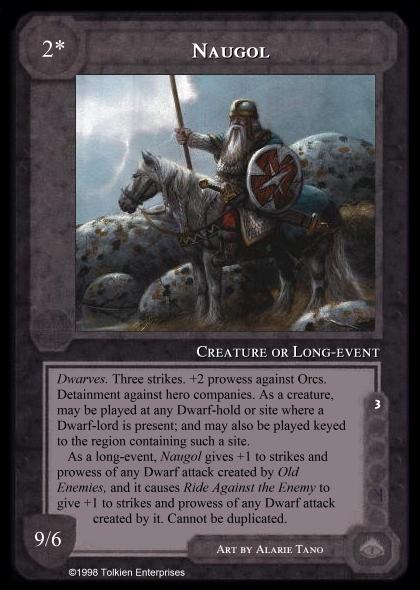 2*
NAUGOL
CREATURE OR LONG-EVENT
Dwarves. Three strikes. +2 prowess against Orcs.
Detainment against hero companies. As a creature,
may be played at any Dwarf-hold or site where a
Dwarf-lord is present; and may also be played keyed
to the region containing such a site.
As a long-event, Naugol gives +1 to strikes and
prowess of any Dwarf attack created by Old
Enemies, and it causes Ride Against the Enemy to
give +1 to strikes and prowess of any Dwarf attack
created by it. Cannot be duplicated.
3
9/6
ART BY ALARIE TANO
©1998 Tolkien Enterprises